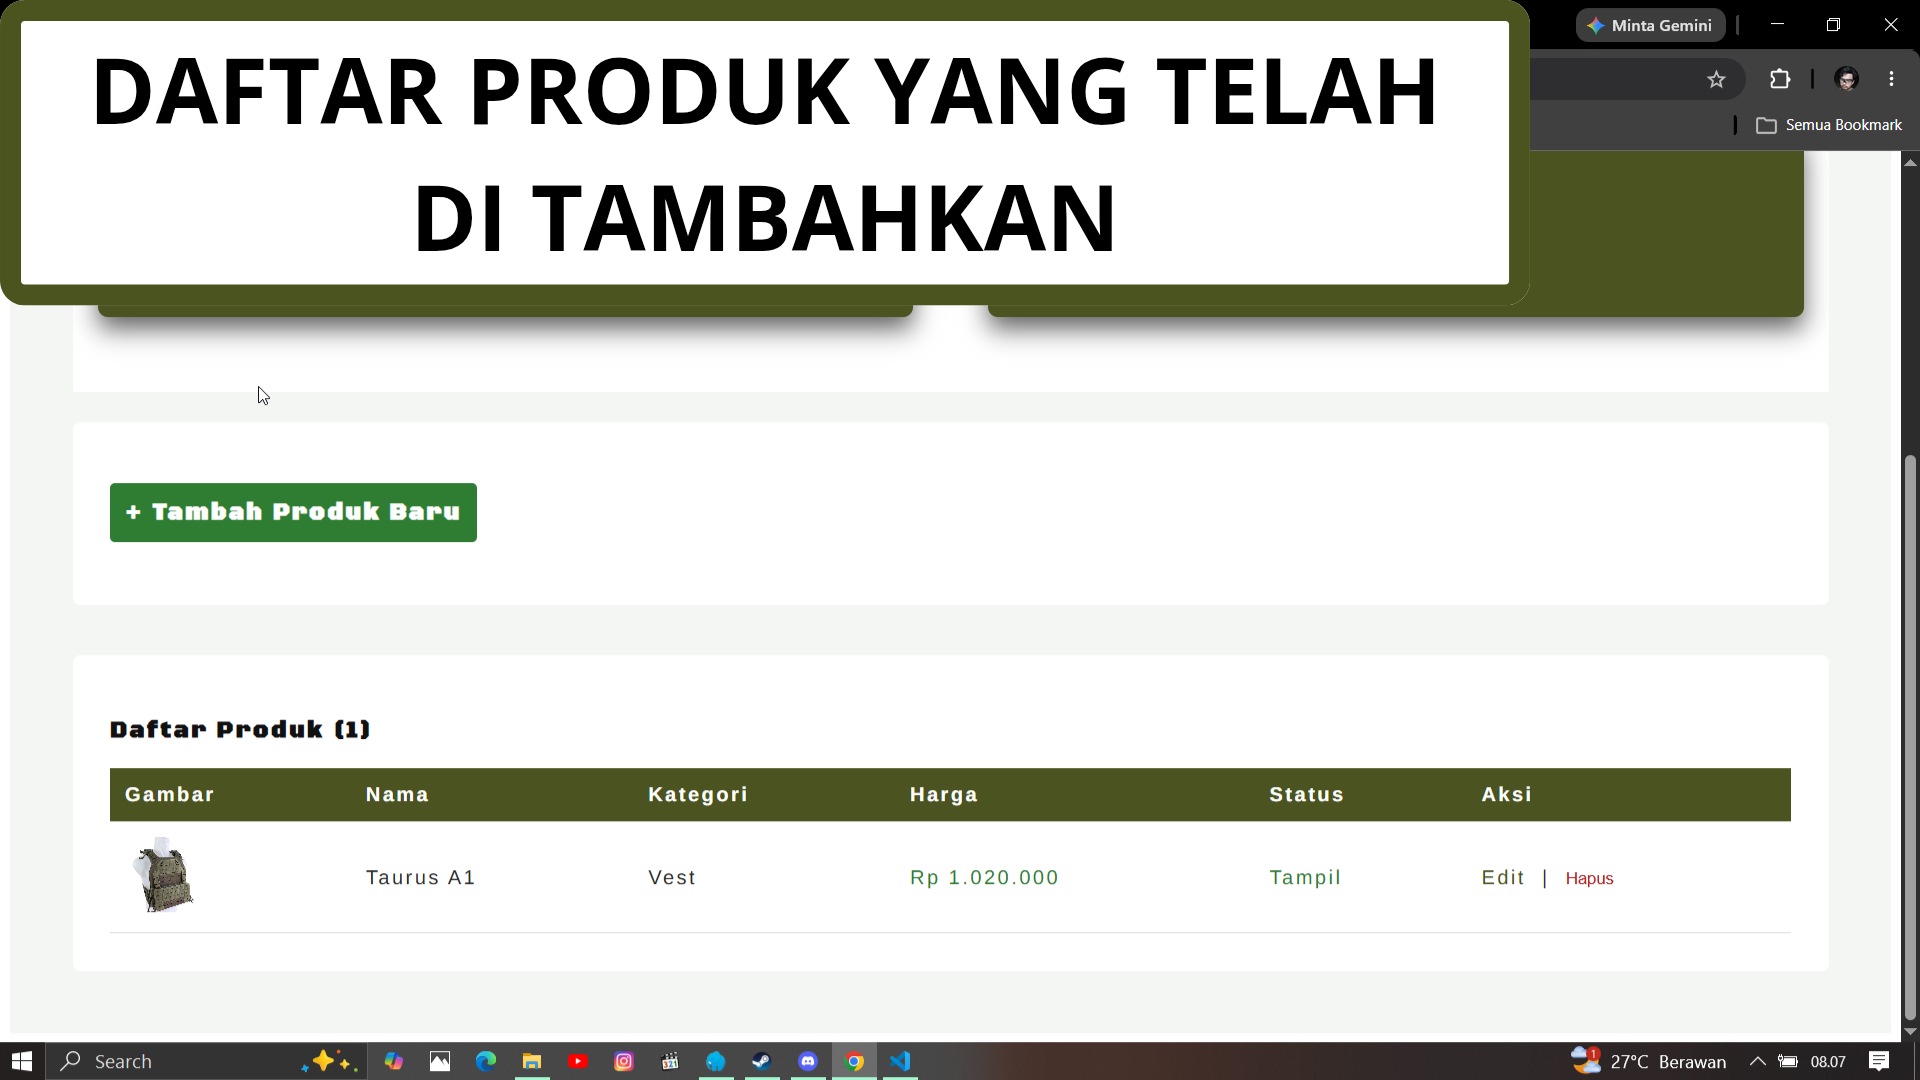 DAFTAR PRODUK YANG TELAH
DI TAMBAHKAN
Minta Gemini
Semua Bookmark
+ Tambah Produk Baru
Daftar Produk (1)
Gambar Nama Kategori Harga Status Aksi
Taurus A1 Vest Rp 1.020.000 Tampil Edit | Hapus
Search
1
27°C Berawan
08.07